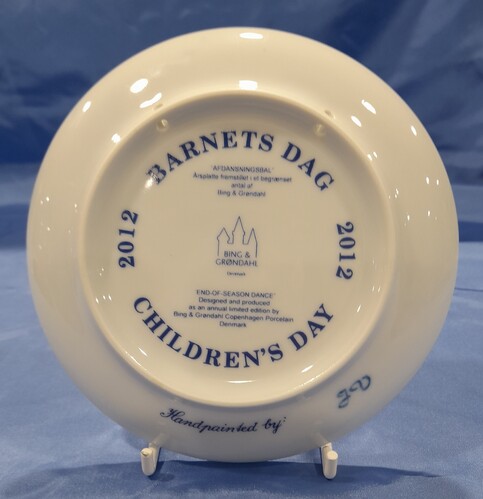 BARNETS DAG
"AFDANSNINGSBAL"
Årsplatte fremstillet i et begrænset
antal af
Bing & Grøndahl
2012
2012
BING &
GRØNDAHL
Denmark
"END-OF-SEASON DANCE"
Designed and produced
as an annual limited edition by
Bing & Grøndahl Copenhagen Porcelain
Denmark
CHILDREN'S DAY
Handpainted by: